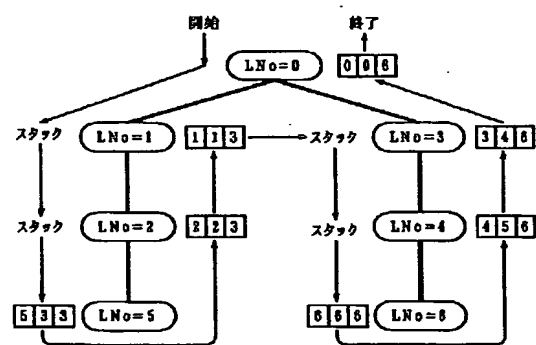 開始 終了
LNo=0 0 0 6
スタック LNo=1 1 1 3 スタック LNo=3 3 4 6
スタック LNo=2 2 2 3 スタック LNo=4 4 5 6
5 3 3 LNo=5 6 6 6 LNo=6